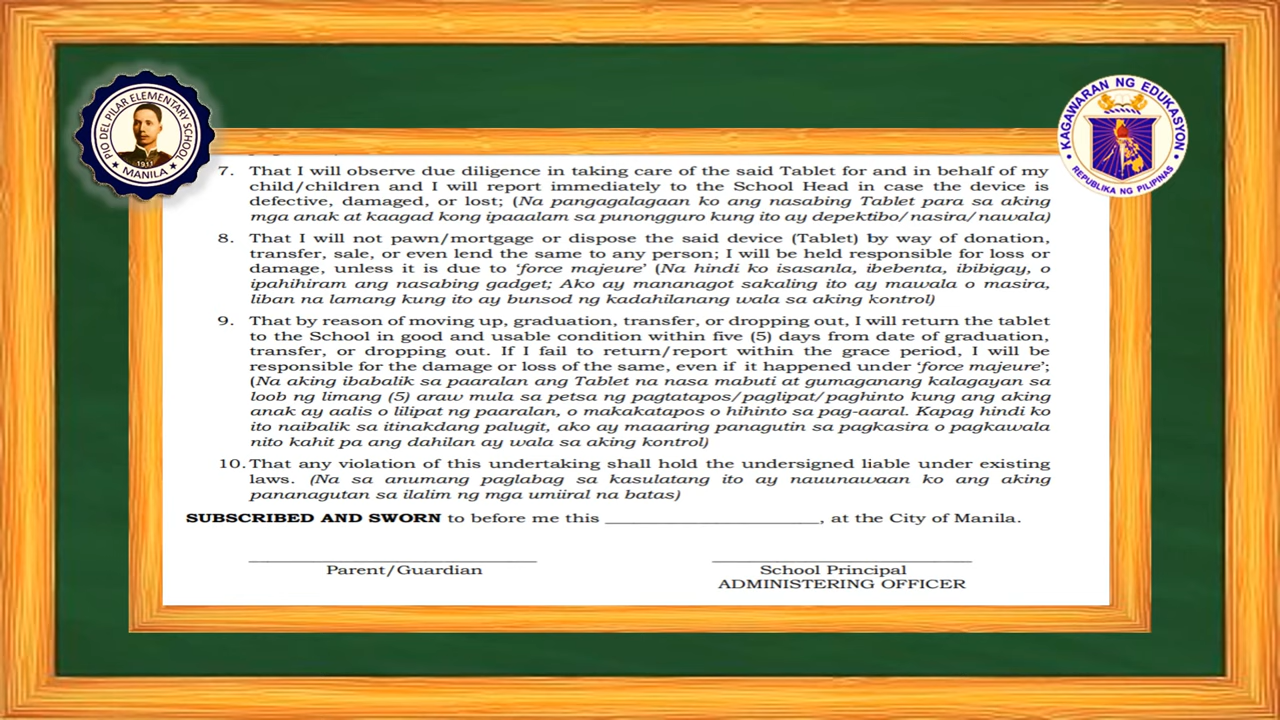 PIO DEL PILAR ELEMENTARY SCHOOL
1911
★ MANILA ★
KAGAWARAN NG EDUKASYON
REPUBLIKA NG PILIPINAS
7. That I will observe due diligence in taking care of the said Tablet for and in behalf of my
child/children and I will report immediately to the School Head in case the device is
defective, damaged, or lost; (Na pangagalagaan ko ang nasabing Tablet para sa aking
mga anak at kaagad kong ipaaalam sa punongguro kung ito ay depektibo/nasira/nawala)
8. That I will not pawn/mortgage or dispose the said device (Tablet) by way of donation,
transfer, sale, or even lend the same to any person; I will be held responsible for loss or
damage, unless it is due to ‘force majeure’ (Na hindi ko isasanla, ibebenta, ibibigay, o
ipahihiram ang nasabing gadget; Ako ay mananagot sakaling ito ay mawala o masira,
liban na lamang kung ito ay bunsod ng kadahilanang wala sa aking kontrol)
9. That by reason of moving up, graduation, transfer, or dropping out, I will return the tablet
to the School in good and usable condition within five (5) days from date of graduation,
transfer, or dropping out. If I fail to return/report within the grace period, I will be
responsible for the damage or loss of the same, even if it happened under ‘force majeure’;
(Na aking ibabalik sa paaralan ang Tablet na nasa mabuti at gumaganang kalagayan sa
loob ng limang (5) araw mula sa petsa ng pagtatapos/paglipat/paghinto kung ang aking
anak ay aalis o lilipat ng paaralan, o makakatapos o hihinto sa pag-aaral. Kapag hindi ko
ito naibalik sa itinakdang palugit, ako ay maaaring panagutin sa pagkasira o pagkawala
nito kahit pa ang dahilan ay wala sa aking kontrol)
10. That any violation of this undertaking shall hold the undersigned liable under existing
laws. (Na sa anumang paglabag sa kasulatang ito ay nauunawaan ko ang aking
pananagutan sa ilalim ng mga umiiral na batas)
SUBSCRIBED AND SWORN to before me this ________________________, at the City of Manila.
Parent/Guardian
School Principal
ADMINISTERING OFFICER